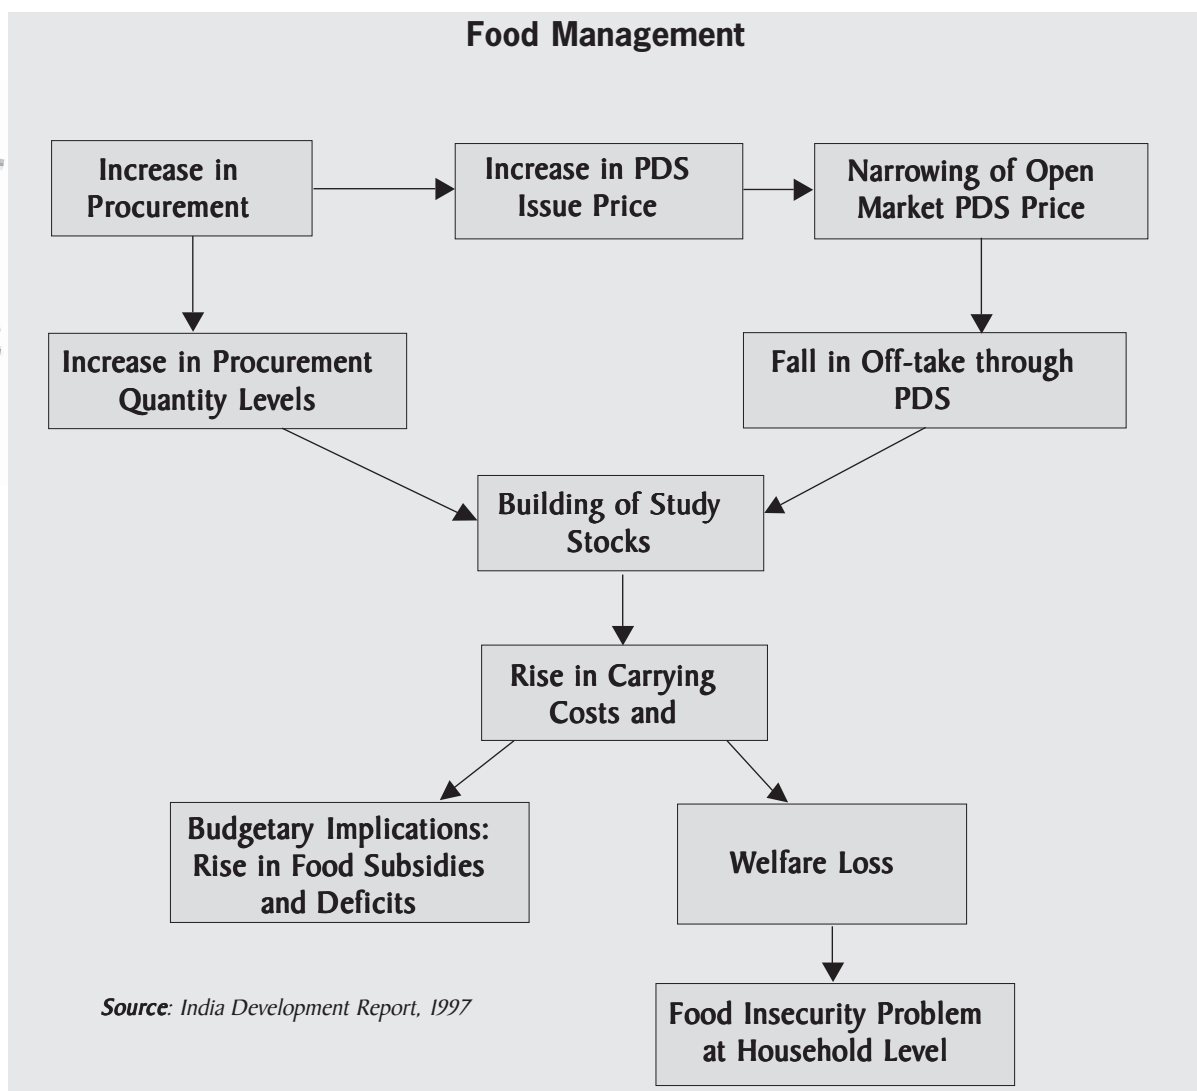 Food Management
Increase in
Procurement
Increase in PDS
Issue Price
Narrowing of Open
Market PDS Price
Increase in Procurement
Quantity Levels
Fall in Off-take through
PDS
Building of Study
Stocks
Rise in Carrying
Costs and
Budgetary Implications:
Rise in Food Subsidies
and Deficits
Welfare Loss
Source: India Development Report, 1997
Food Insecurity Problem
at Household Level